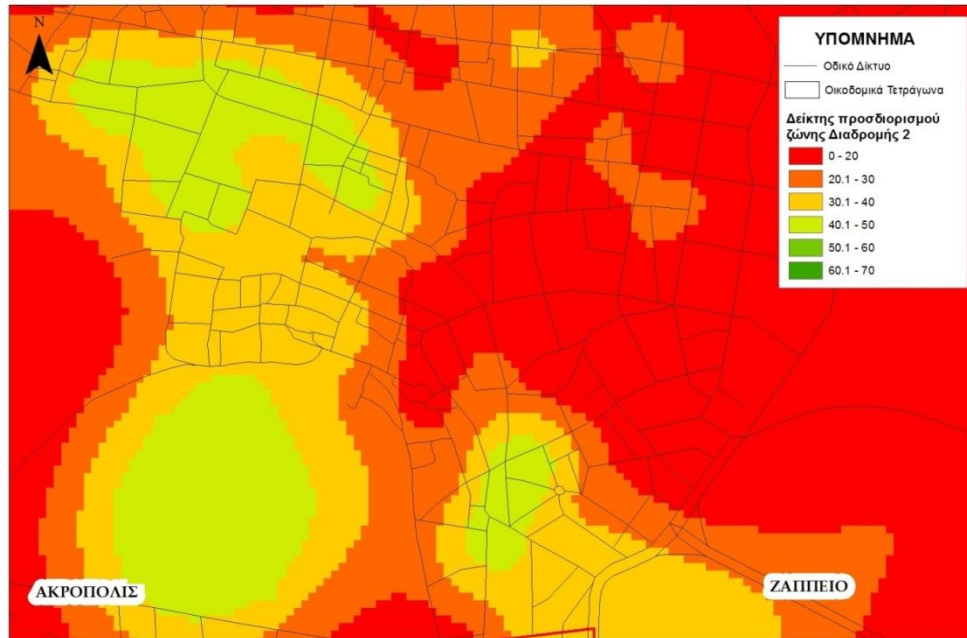 N
ΥΠΟΜΝΗΜΑ
Οδικό Δίκτυο
Οικοδομικά Τετράγωνα
Δείκτης προσδιορισμού
ζώνης Διαδρομής 2
0 - 20
20.1 - 30
30.1 - 40
40.1 - 50
50.1 - 60
60.1 - 70
ΑΚΡΟΠΟΛΙΣ
ΖΑΠΠΕΙΟ